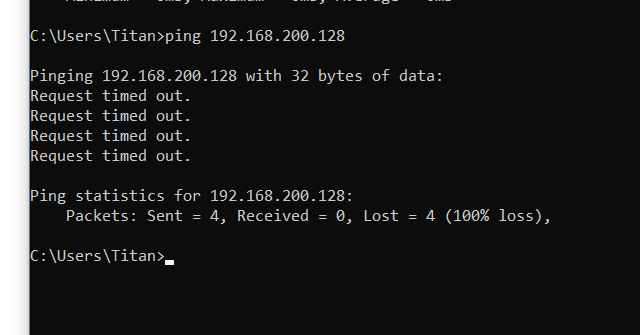 C:\Users\Titan>ping 192.168.200.128
Pinging 192.168.200.128 with 32 bytes of data:
Request timed out.
Request timed out.
Request timed out.
Request timed out.
Ping statistics for 192.168.200.128:
    Packets: Sent = 4, Received = 0, Lost = 4 (100% loss),
C:\Users\Titan>